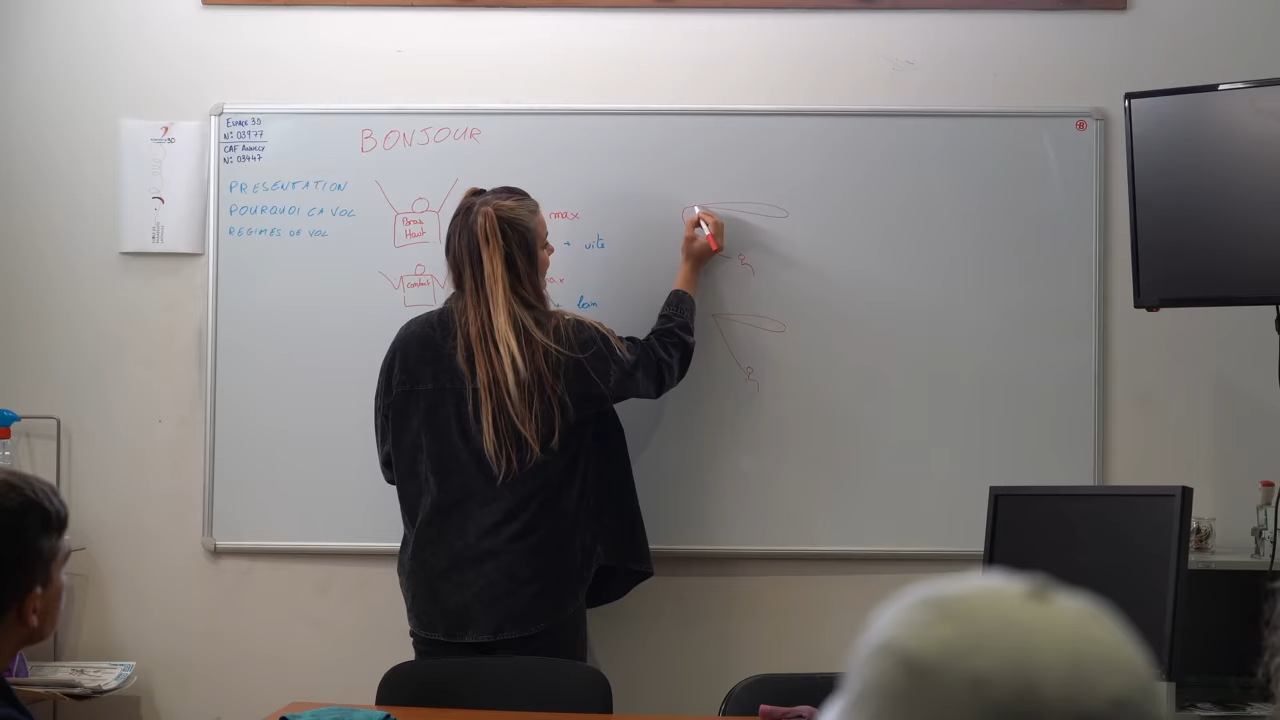 ESPACE 3D
N°: 03977
CAF ANNECY
N°: 03447
BONJOUR
PRESENTATION
POURQUOI CA VOL
REGIMES DE VOL
Bras
Haut
max
+ vite
contact
+ loin